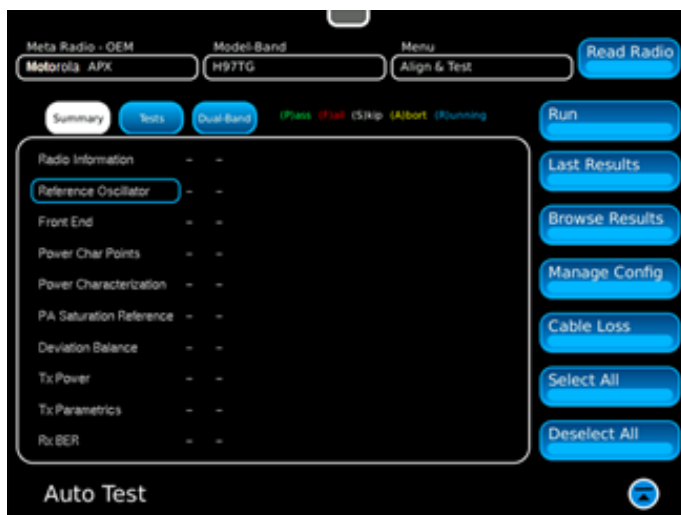 Meta Radio - OEM
Model-Band
Menu
Read Radio
Motorola APX
H97TG
Align & Test
Summary
Tests
Dual-Band
(P)ass (F)ail (S)kip (A)bort (R)unning
Run
Radio Information - -
Last Results
Reference Oscillator - -
Front End - -
Browse Results
Power Char Points - -
Power Characterization - -
Manage Config
PA Saturation Reference - -
Cable Loss
Deviation Balance - -
Tx Power - -
Select All
Tx Parametrics - -
Rx BER - -
Deselect All
Auto Test